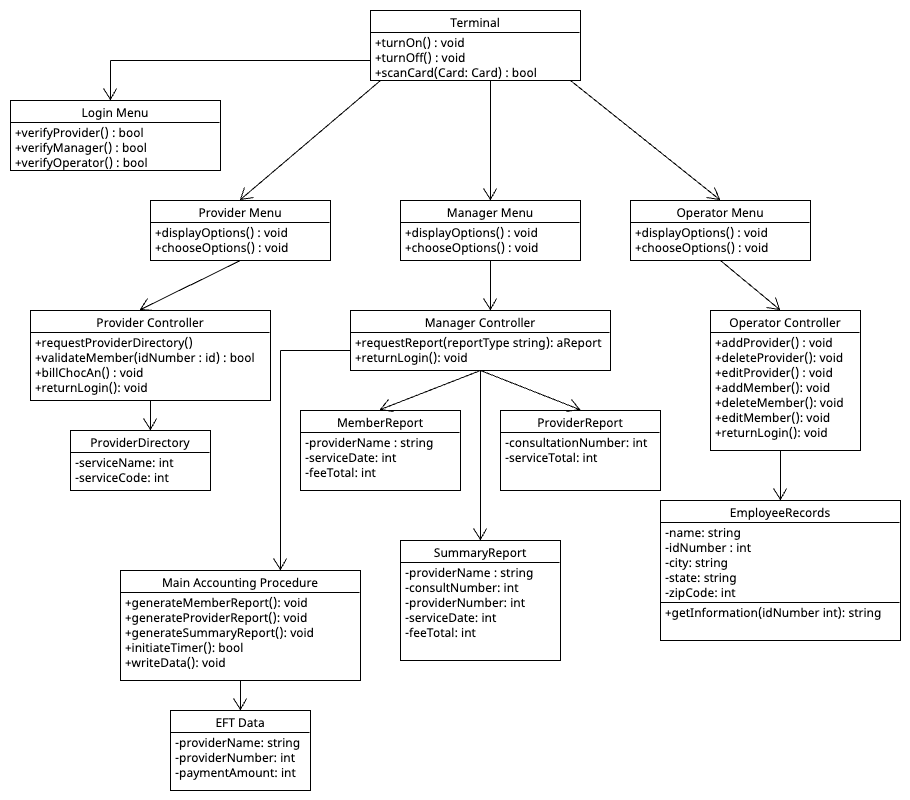 Terminal
+turnOn() : void
+turnOff() : void
+scanCard(Card: Card) : bool
Login Menu
+verifyProvider() : bool
+verifyManager() : bool
+verifyOperator() : bool
Provider Menu
+displayOptions() : void
+chooseOptions() : void
Manager Menu
+displayOptions() : void
+chooseOptions() : void
Operator Menu
+displayOptions() : void
+chooseOptions() : void
Provider Controller
+requestProviderDirectory()
+validateMember(idNumber : id) : bool
+billChocAn() : void
+returnLogin(): void
Manager Controller
+requestReport(reportType string): aReport
+returnLogin(): void
Operator Controller
+addProvider() : void
+deleteProvider(): void
+editProvider() : void
+addMember(): void
+deleteMember(): void
+editMember(): void
+returnLogin(): void
ProviderDirectory
-serviceName: int
-serviceCode: int
MemberReport
-providerName : string
-serviceDate: int
-feeTotal: int
ProviderReport
-consultationNumber: int
-serviceTotal: int
EmployeeRecords
-name: string
-idNumber : int
-city: string
-state: string
-zipCode: int
+getInformation(idNumber int): string
SummaryReport
-providerName : string
-consultNumber: int
-providerNumber: int
-serviceDate: int
-feeTotal: int
Main Accounting Procedure
+generateMemberReport(): void
+generateProviderReport(): void
+generateSummaryReport(): void
+initiateTimer(): bool
+writeData(): void
EFT Data
-providerName: string
-providerNumber: int
-paymentAmount: int